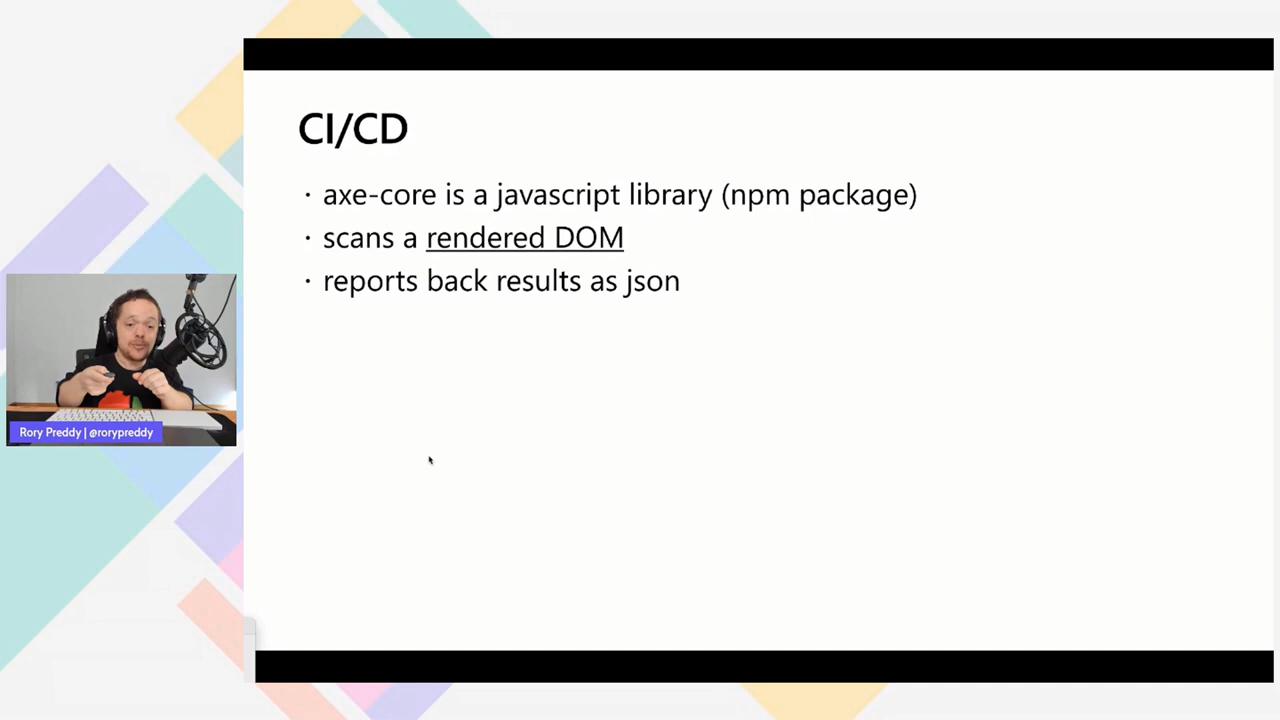 CI/CD
· axe-core is a javascript library (npm package)
· scans a rendered DOM
· reports back results as json
Rory Preddy | @rorypreddy